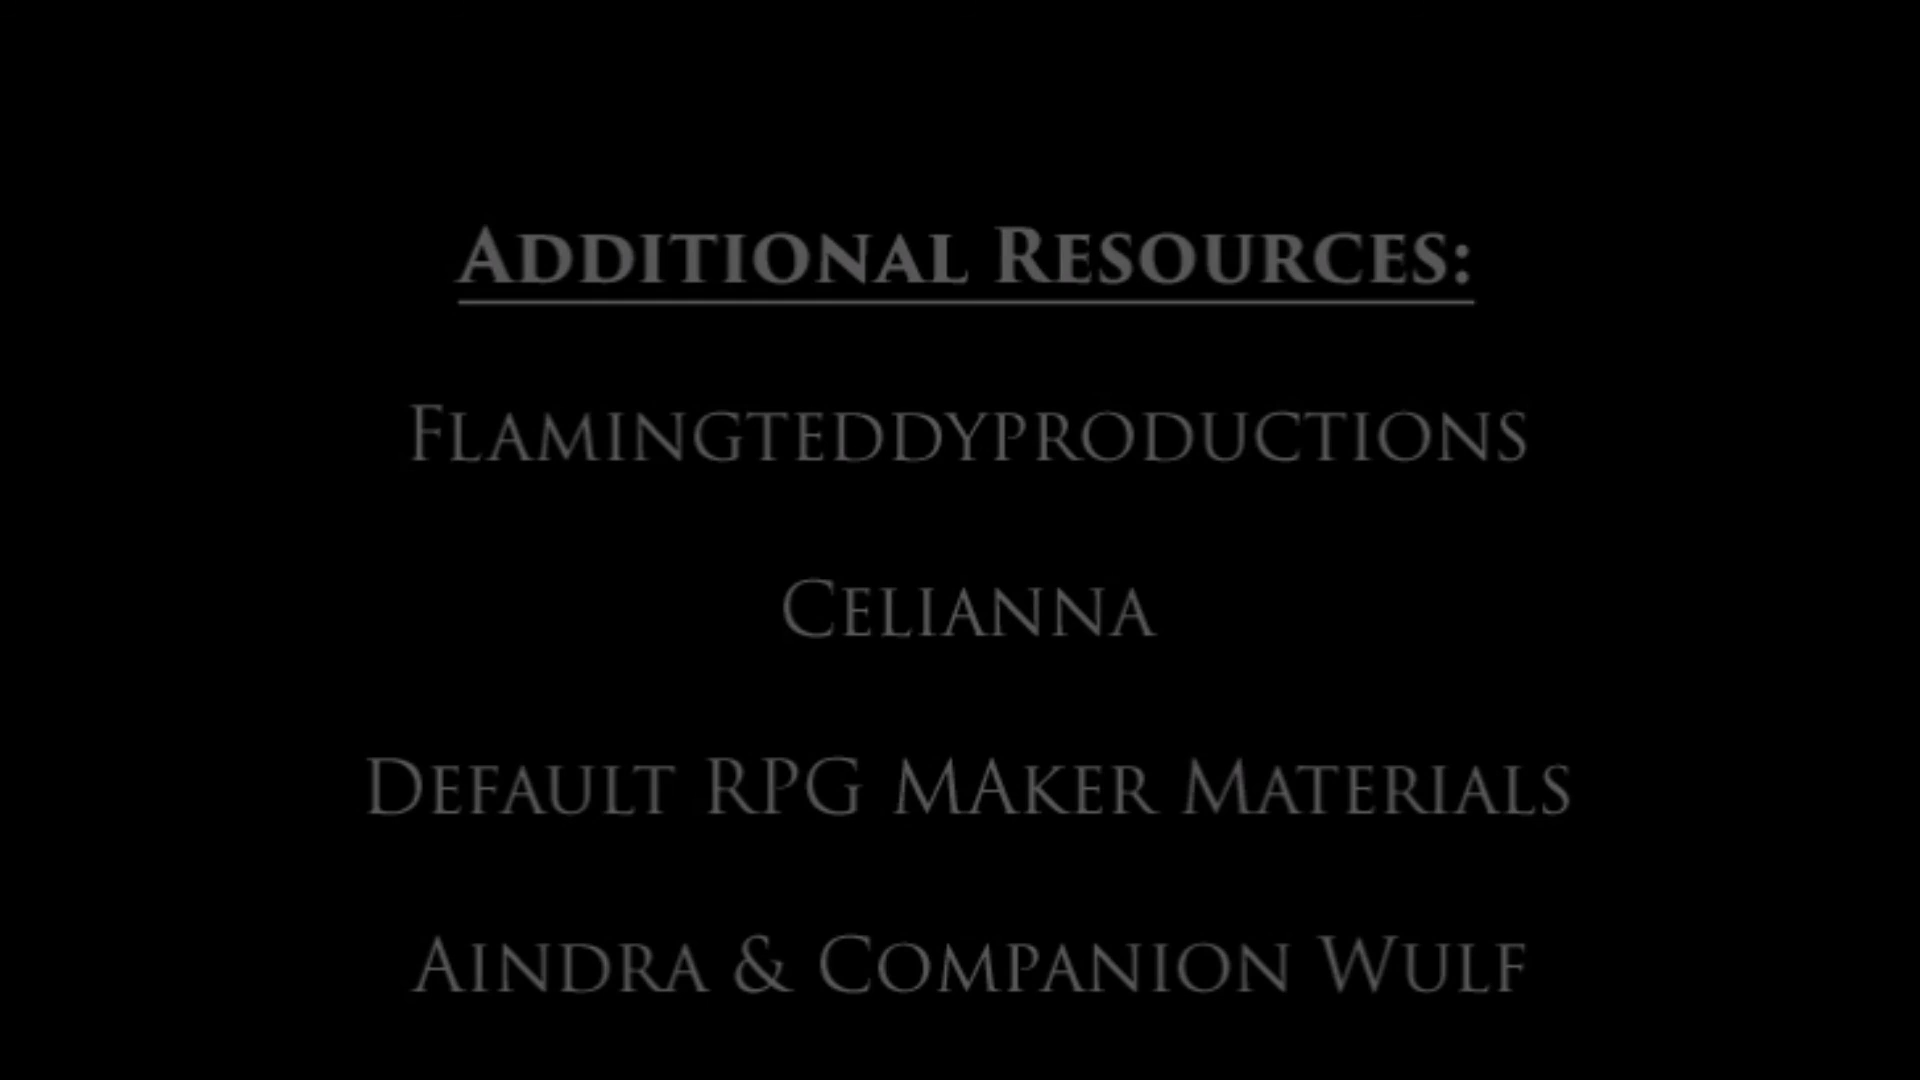 Additional Resources:
Flamingteddyproductions
Celianna
Default RPG MAker Materials
Aindra & Companion Wulf